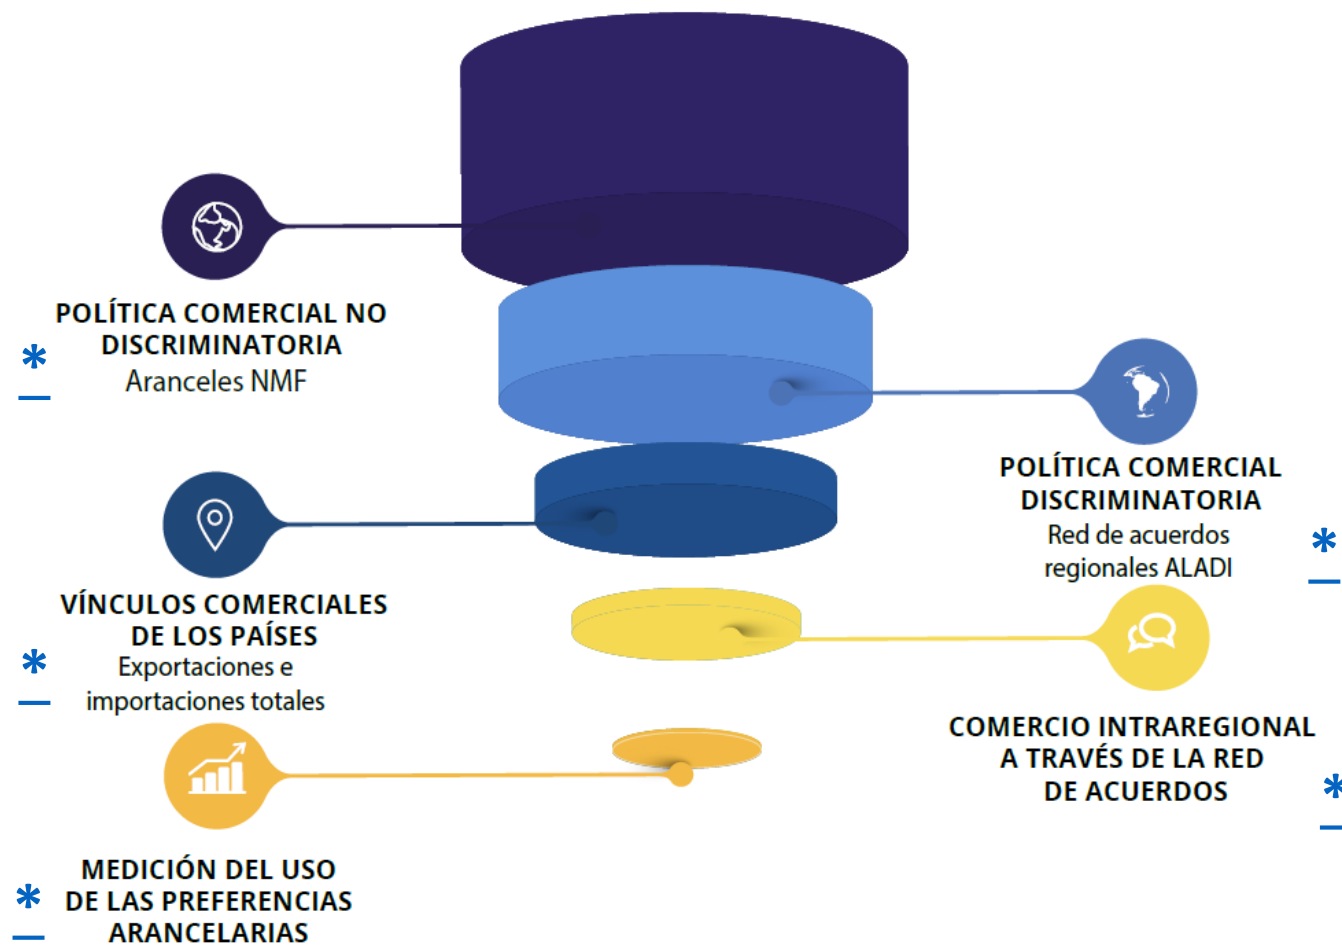 POLÍTICA COMERCIAL NO
DISCRIMINATORIA
Aranceles NMF
*
POLÍTICA COMERCIAL
DISCRIMINATORIA
Red de acuerdos
regionales ALADI
*
VÍNCULOS COMERCIALES
DE LOS PAÍSES
Exportaciones e
importaciones totales
*
COMERCIO INTRAREGIONAL
A TRAVÉS DE LA RED
DE ACUERDOS
*
MEDICIÓN DEL USO
DE LAS PREFERENCIAS
ARANCELARIAS
*